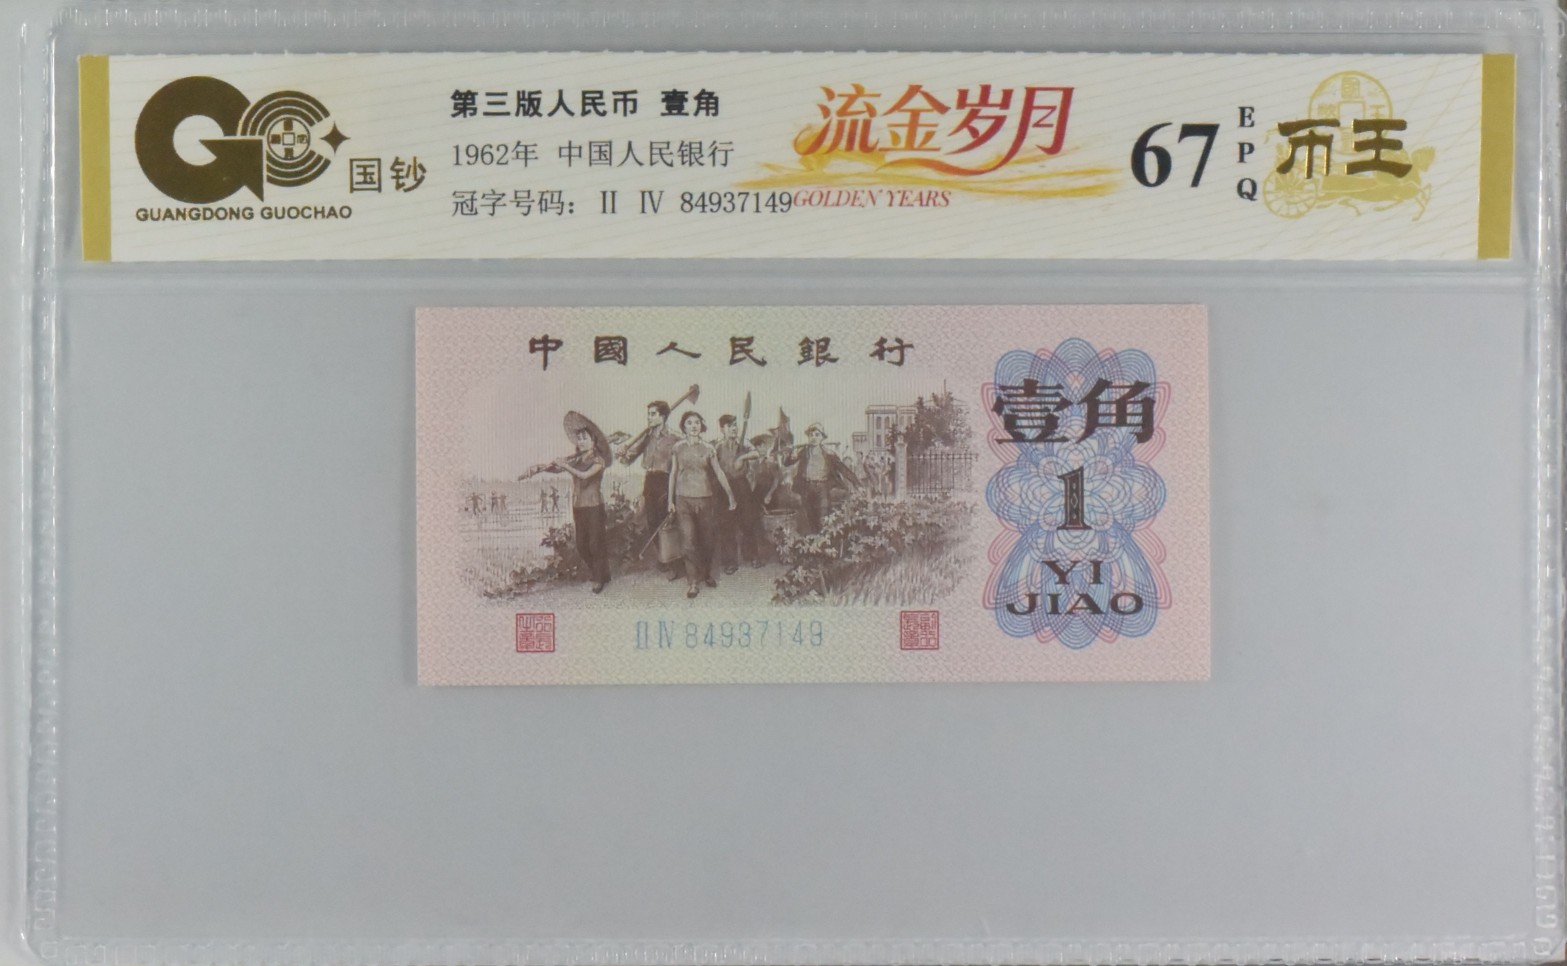 国钞
GUANGDONG GUOCHAO
第三版人民币 壹角
1962年 中国人民银行
冠字号码： II IV 84937149
流金岁月
GOLDEN YEARS
67
EPQ
币王
中國人民銀行
壹角
1
YI
JIAO
II IV 84937149